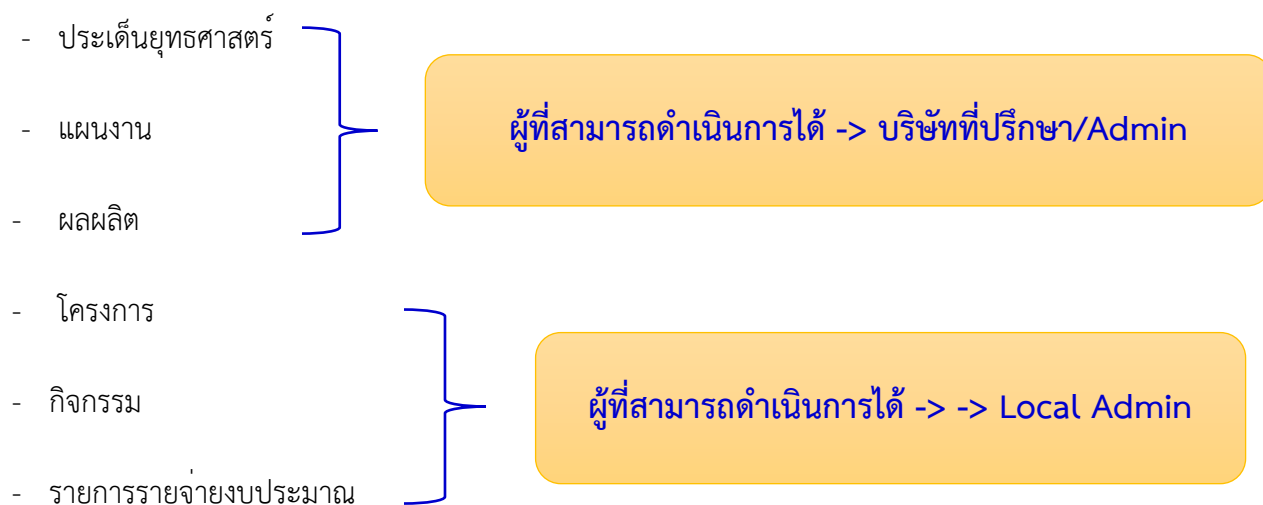 - ประเด็นยุทธศาสตร์
- แผนงาน
ผู้ที่สามารถดำเนินการได้ -> บริษัทที่ปรึกษา/Admin
- ผลผลิต
- โครงการ
- กิจกรรม
ผู้ที่สามารถดำเนินการได้ -> -> Local Admin
- รายการรายจ่ายงบประมาณ